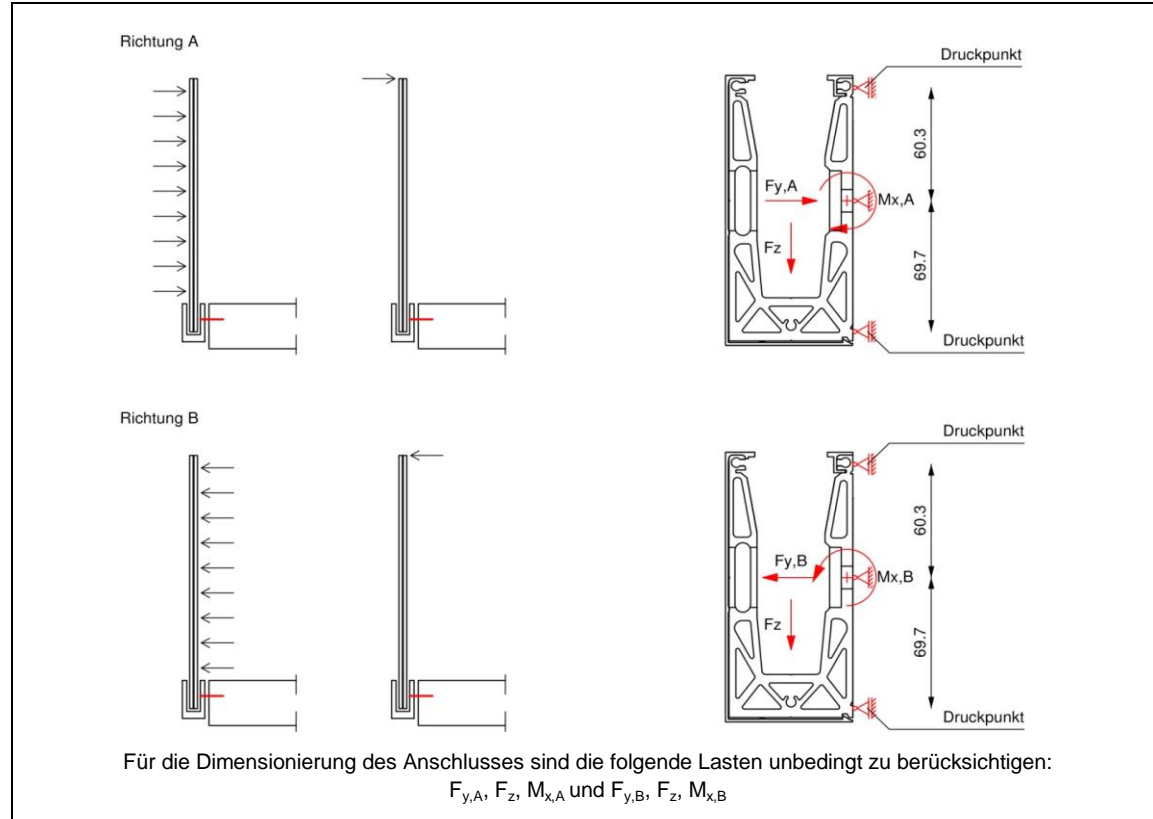 Richtung A
Druckpunkt
60.3
Fy,A
Mx,A
Fz
69.7
Druckpunkt
Richtung B
Druckpunkt
60.3
Fy,B
Mx,B
Fz
69.7
Druckpunkt
Für die Dimensionierung des Anschlusses sind die folgende Lasten unbedingt zu berücksichtigen:
Fy,A, Fz, Mx,A und Fy,B, Fz, Mx,B